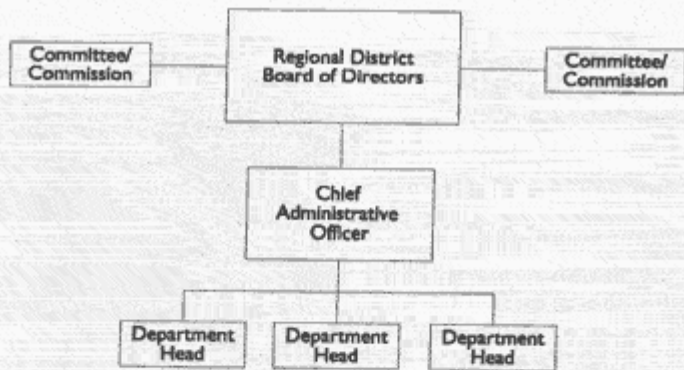 Committee/
Commission
Regional District
Board of Directors
Committee/
Commission
Chief
Administrative
Officer
Department
Head
Department
Head
Department
Head